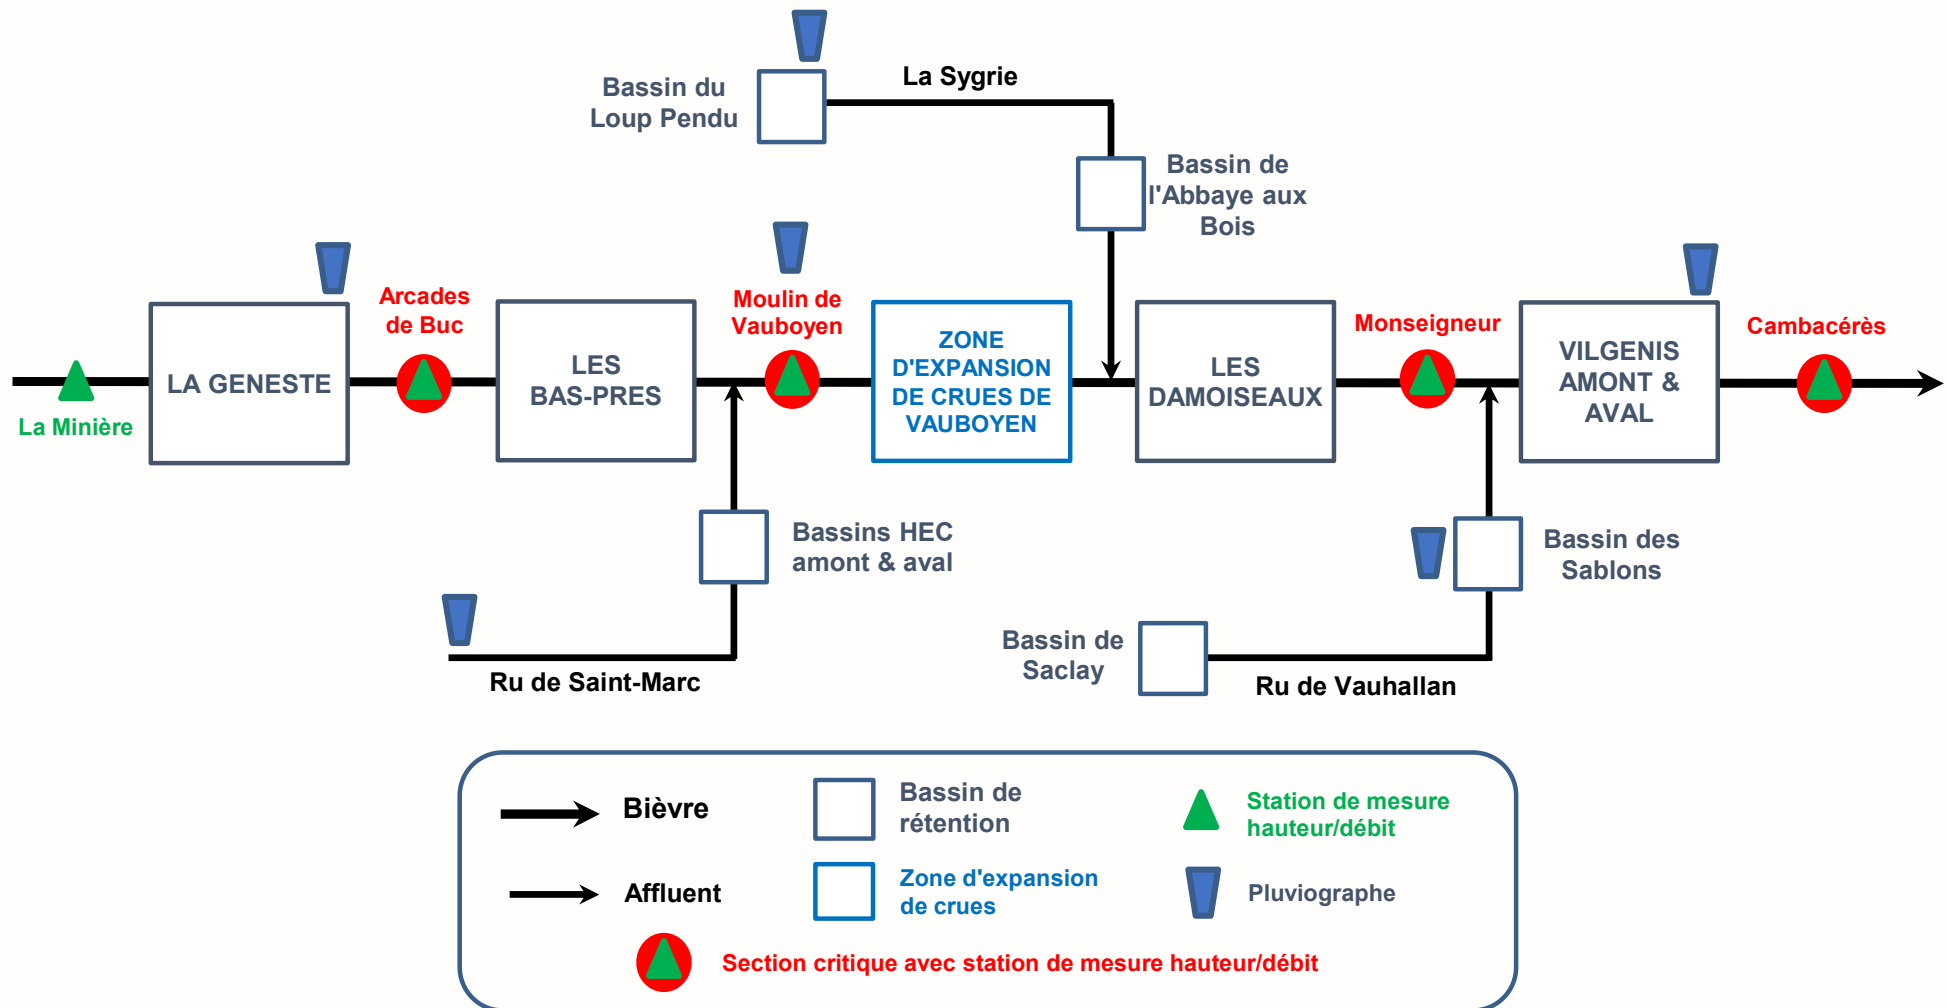 La Sygrie
Bassin du
Loup Pendu
Bassin de
l'Abbaye aux
Bois
Arcades
de Buc
Moulin de
Vauboyen
Monseigneur
Cambacérès
LA GENESTE
LES
BAS-PRES
ZONE
D'EXPANSION
DE CRUES DE
VAUBOYEN
LES
DAMOISEAUX
VILGENIS
AMONT &
AVAL
La Minière
Bassins HEC
amont & aval
Bassin des
Sablons
Bassin de
Saclay
Ru de Saint-Marc
Ru de Vauhallan
Bièvre
Bassin de
rétention
Station de mesure
hauteur/débit
Affluent
Zone d'expansion
de crues
Pluviographe
Section critique avec station de mesure hauteur/débit